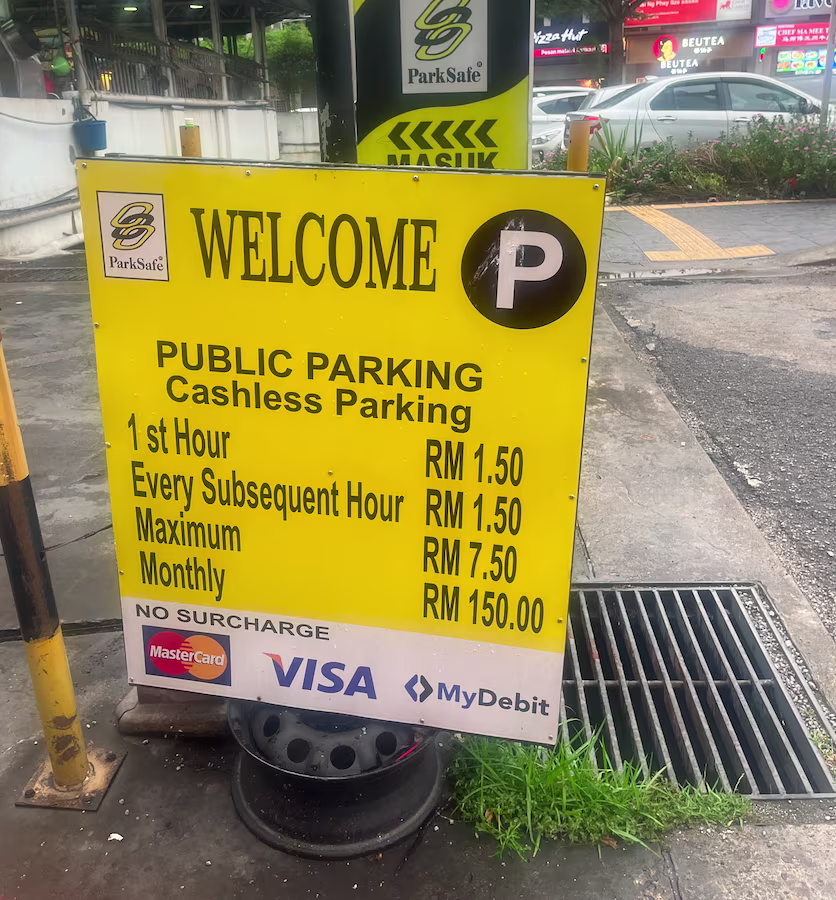 ParkSafe
MASUK
Pizza Hut
BEUTEA
BEUTEA
CHEF MA MEE
ParkSafe
WELCOME
P
PUBLIC PARKING
Cashless Parking
1 st Hour RM 1.50
Every Subsequent Hour RM 1.50
Maximum RM 7.50
Monthly RM 150.00
NO SURCHARGE
MasterCard
VISA
MyDebit